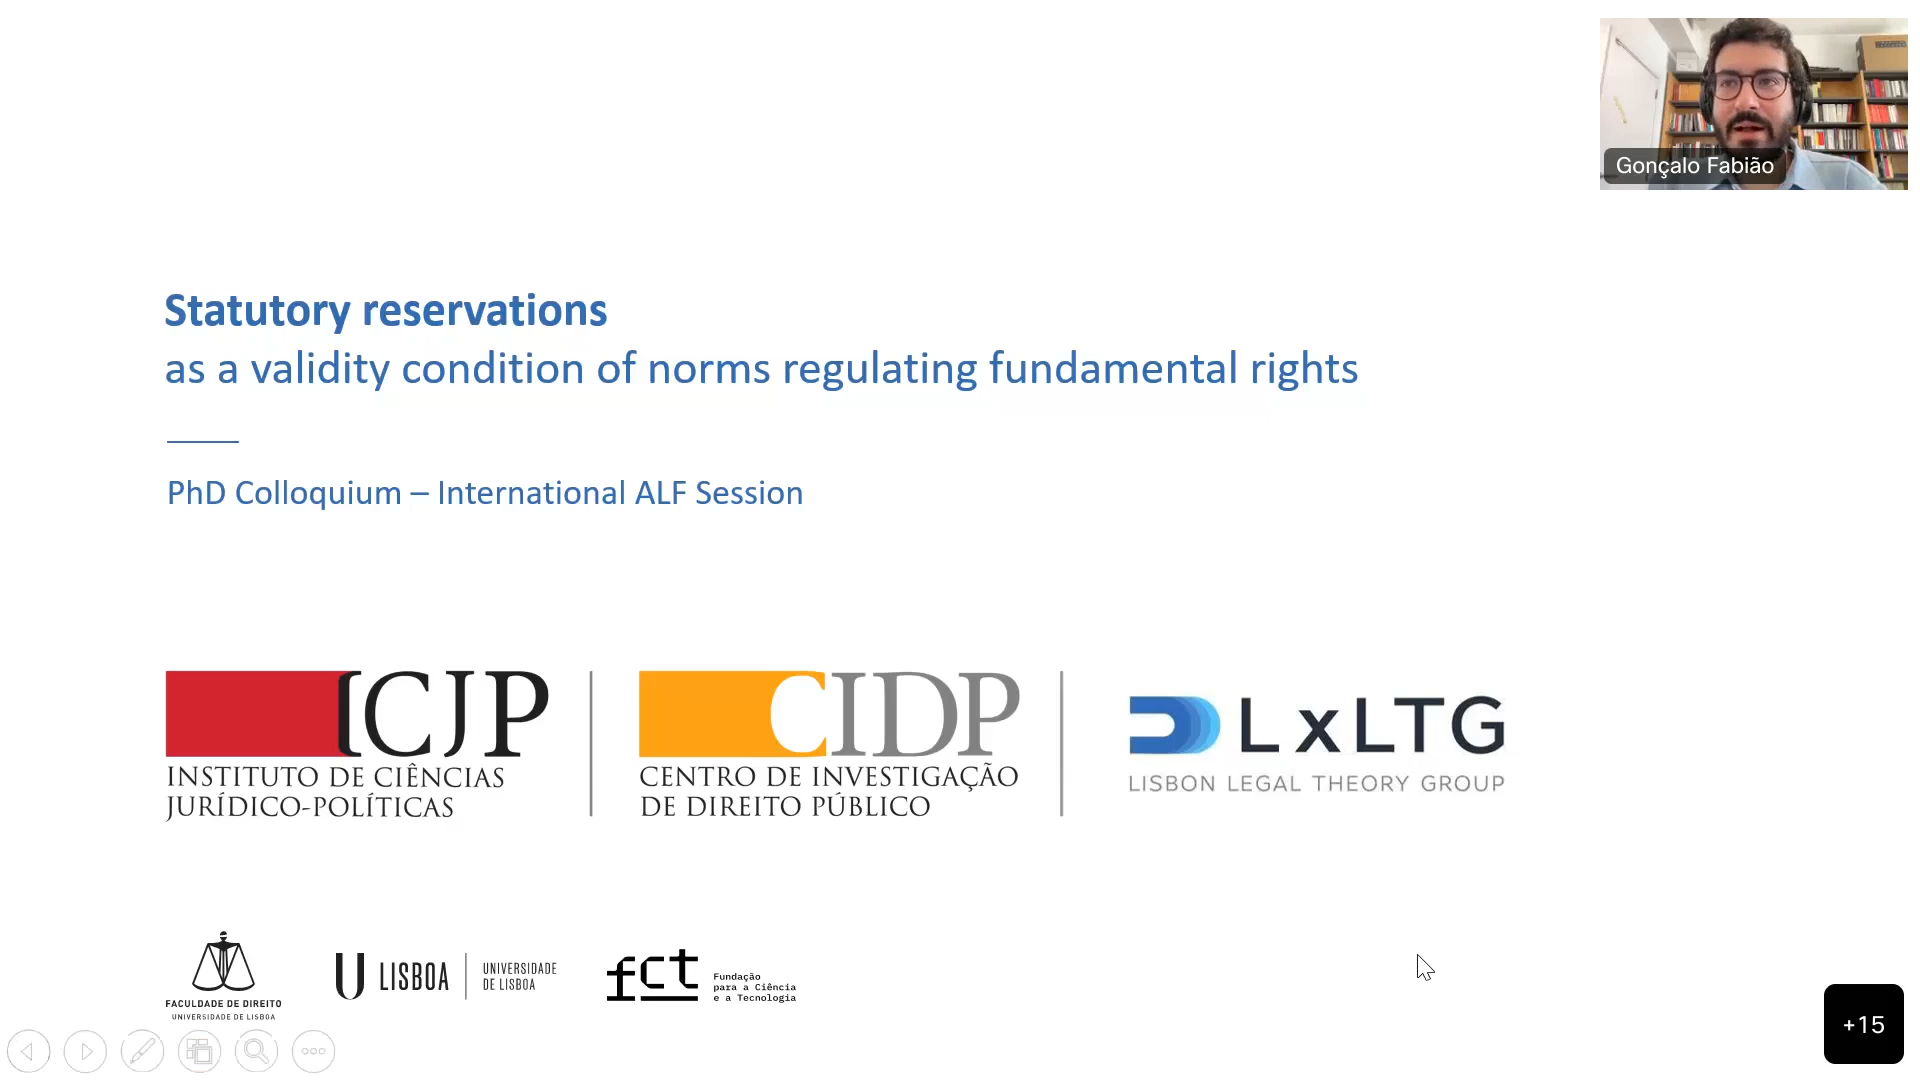 Gonçalo Fabião
Statutory reservations
as a validity condition of norms regulating fundamental rights
PhD Colloquium – International ALF Session
ICJP
INSTITUTO DE CIÊNCIAS
JURÍDICO-POLÍTICAS
CIDP
CENTRO DE INVESTIGAÇÃO
DE DIREITO PÚBLICO
LxLTG
LISBON LEGAL THEORY GROUP
FACULDADE DE DIREITO
UNIVERSIDADE DE LISBOA
U LISBOA
UNIVERSIDADE
DE LISBOA
fct
Fundação
para a Ciência
e a Tecnologia
+15